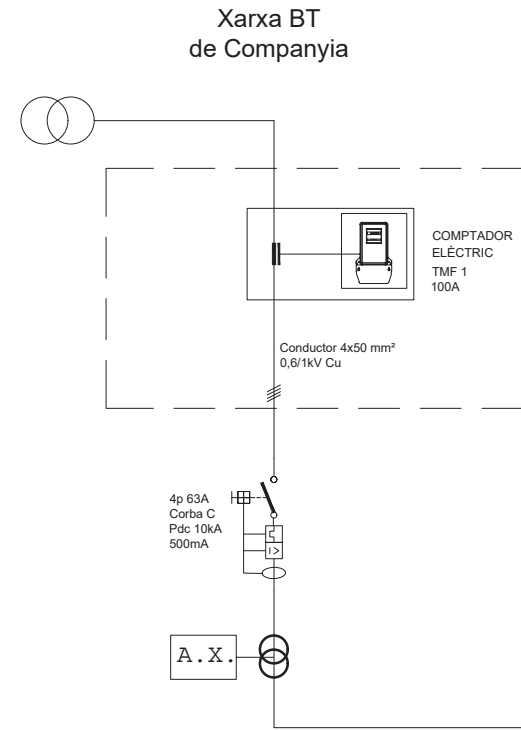 Xarxa BT
de Companyia
COMPTADOR
ELÈCTRIC
TMF 1
100A
Conductor 4x50 mm²
0,6/1kV Cu
4p 63A
Corba C
Pdc 10kA
500mA
I>
A.X.